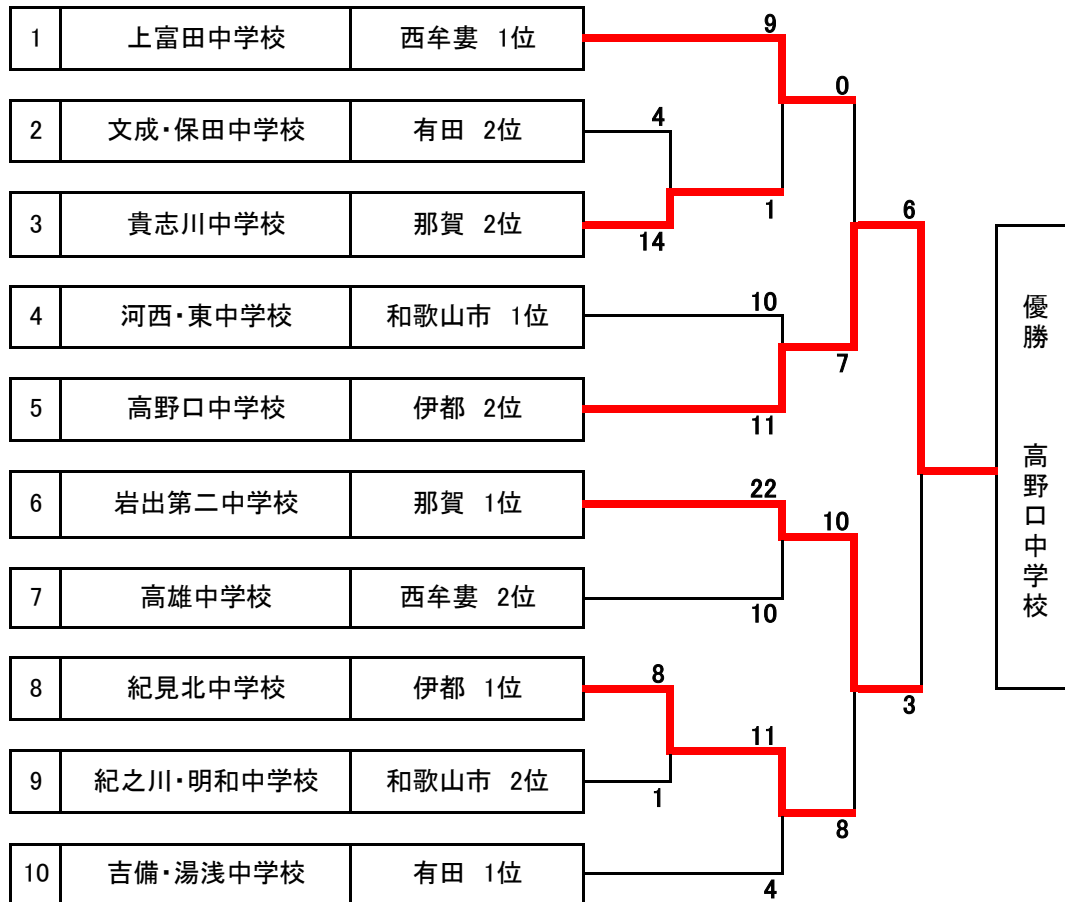 1 上富田中学校 西牟婁 1位
9
0
2 文成・保田中学校 有田 2位
4
1
3 貴志川中学校 那賀 2位
14
6
4 河西・東中学校 和歌山市 1位
10
7
5 高野口中学校 伊都 2位
11
優勝 高野口中学校
6 岩出第二中学校 那賀 1位
22
10
7 高雄中学校 西牟婁 2位
10
8 紀見北中学校 伊都 1位
8
3
11
9 紀之川・明和中学校 和歌山市 2位
1
8
10 吉備・湯浅中学校 有田 1位
4